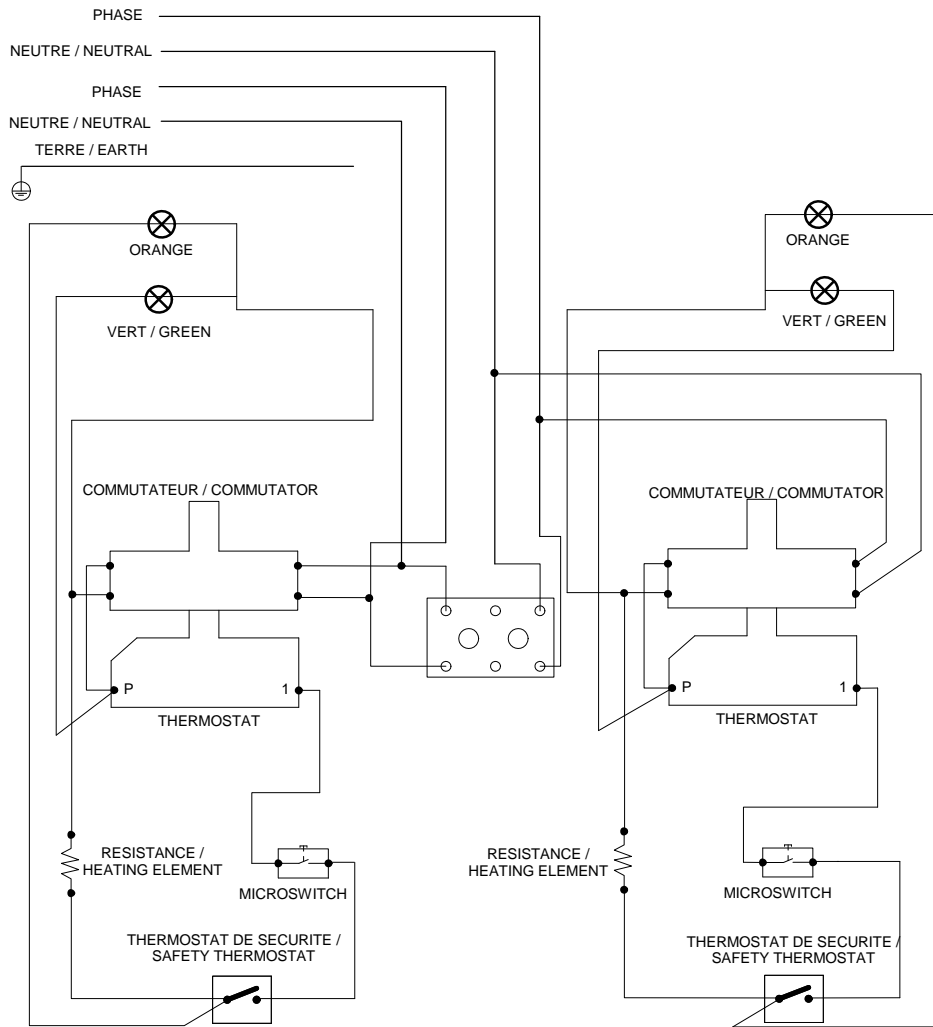 PHASE
NEUTRE / NEUTRAL
PHASE
NEUTRE / NEUTRAL
TERRE / EARTH
ORANGE
VERT / GREEN
ORANGE
VERT / GREEN
COMMUTATEUR / COMMUTATOR
COMMUTATEUR / COMMUTATOR
P
1
THERMOSTAT
P
1
THERMOSTAT
RESISTANCE /
HEATING ELEMENT
MICROSWITCH
RESISTANCE /
HEATING ELEMENT
MICROSWITCH
THERMOSTAT DE SECURITE /
SAFETY THERMOSTAT
THERMOSTAT DE SECURITE /
SAFETY THERMOSTAT